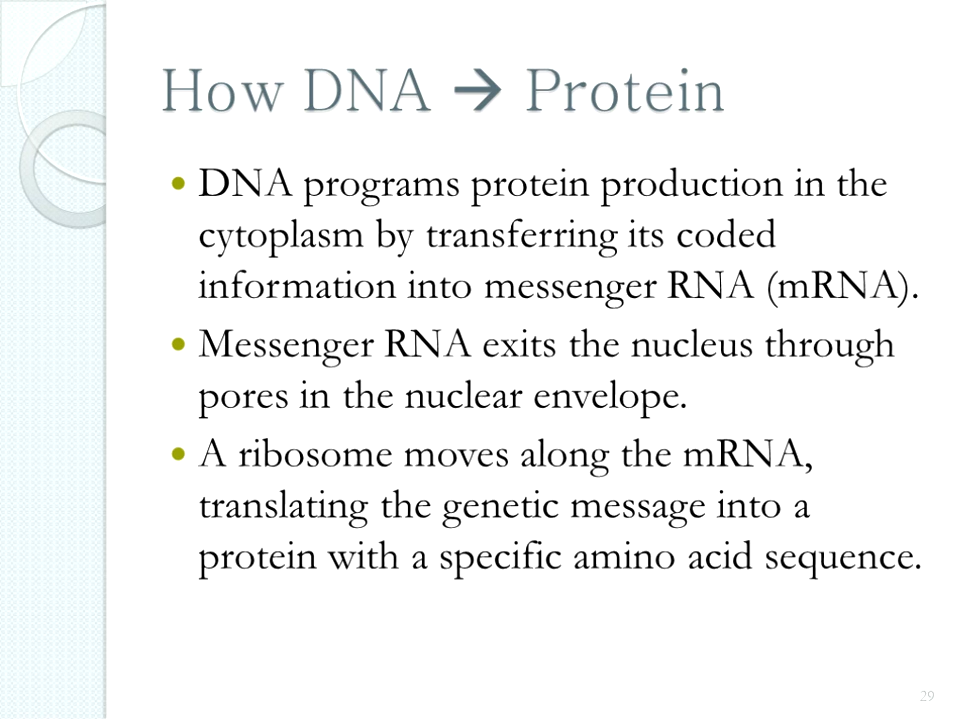 How DNA → Protein
• DNA programs protein production in the
cytoplasm by transferring its coded
information into messenger RNA (mRNA).
• Messenger RNA exits the nucleus through
pores in the nuclear envelope.
• A ribosome moves along the mRNA,
translating the genetic message into a
protein with a specific amino acid sequence.
29